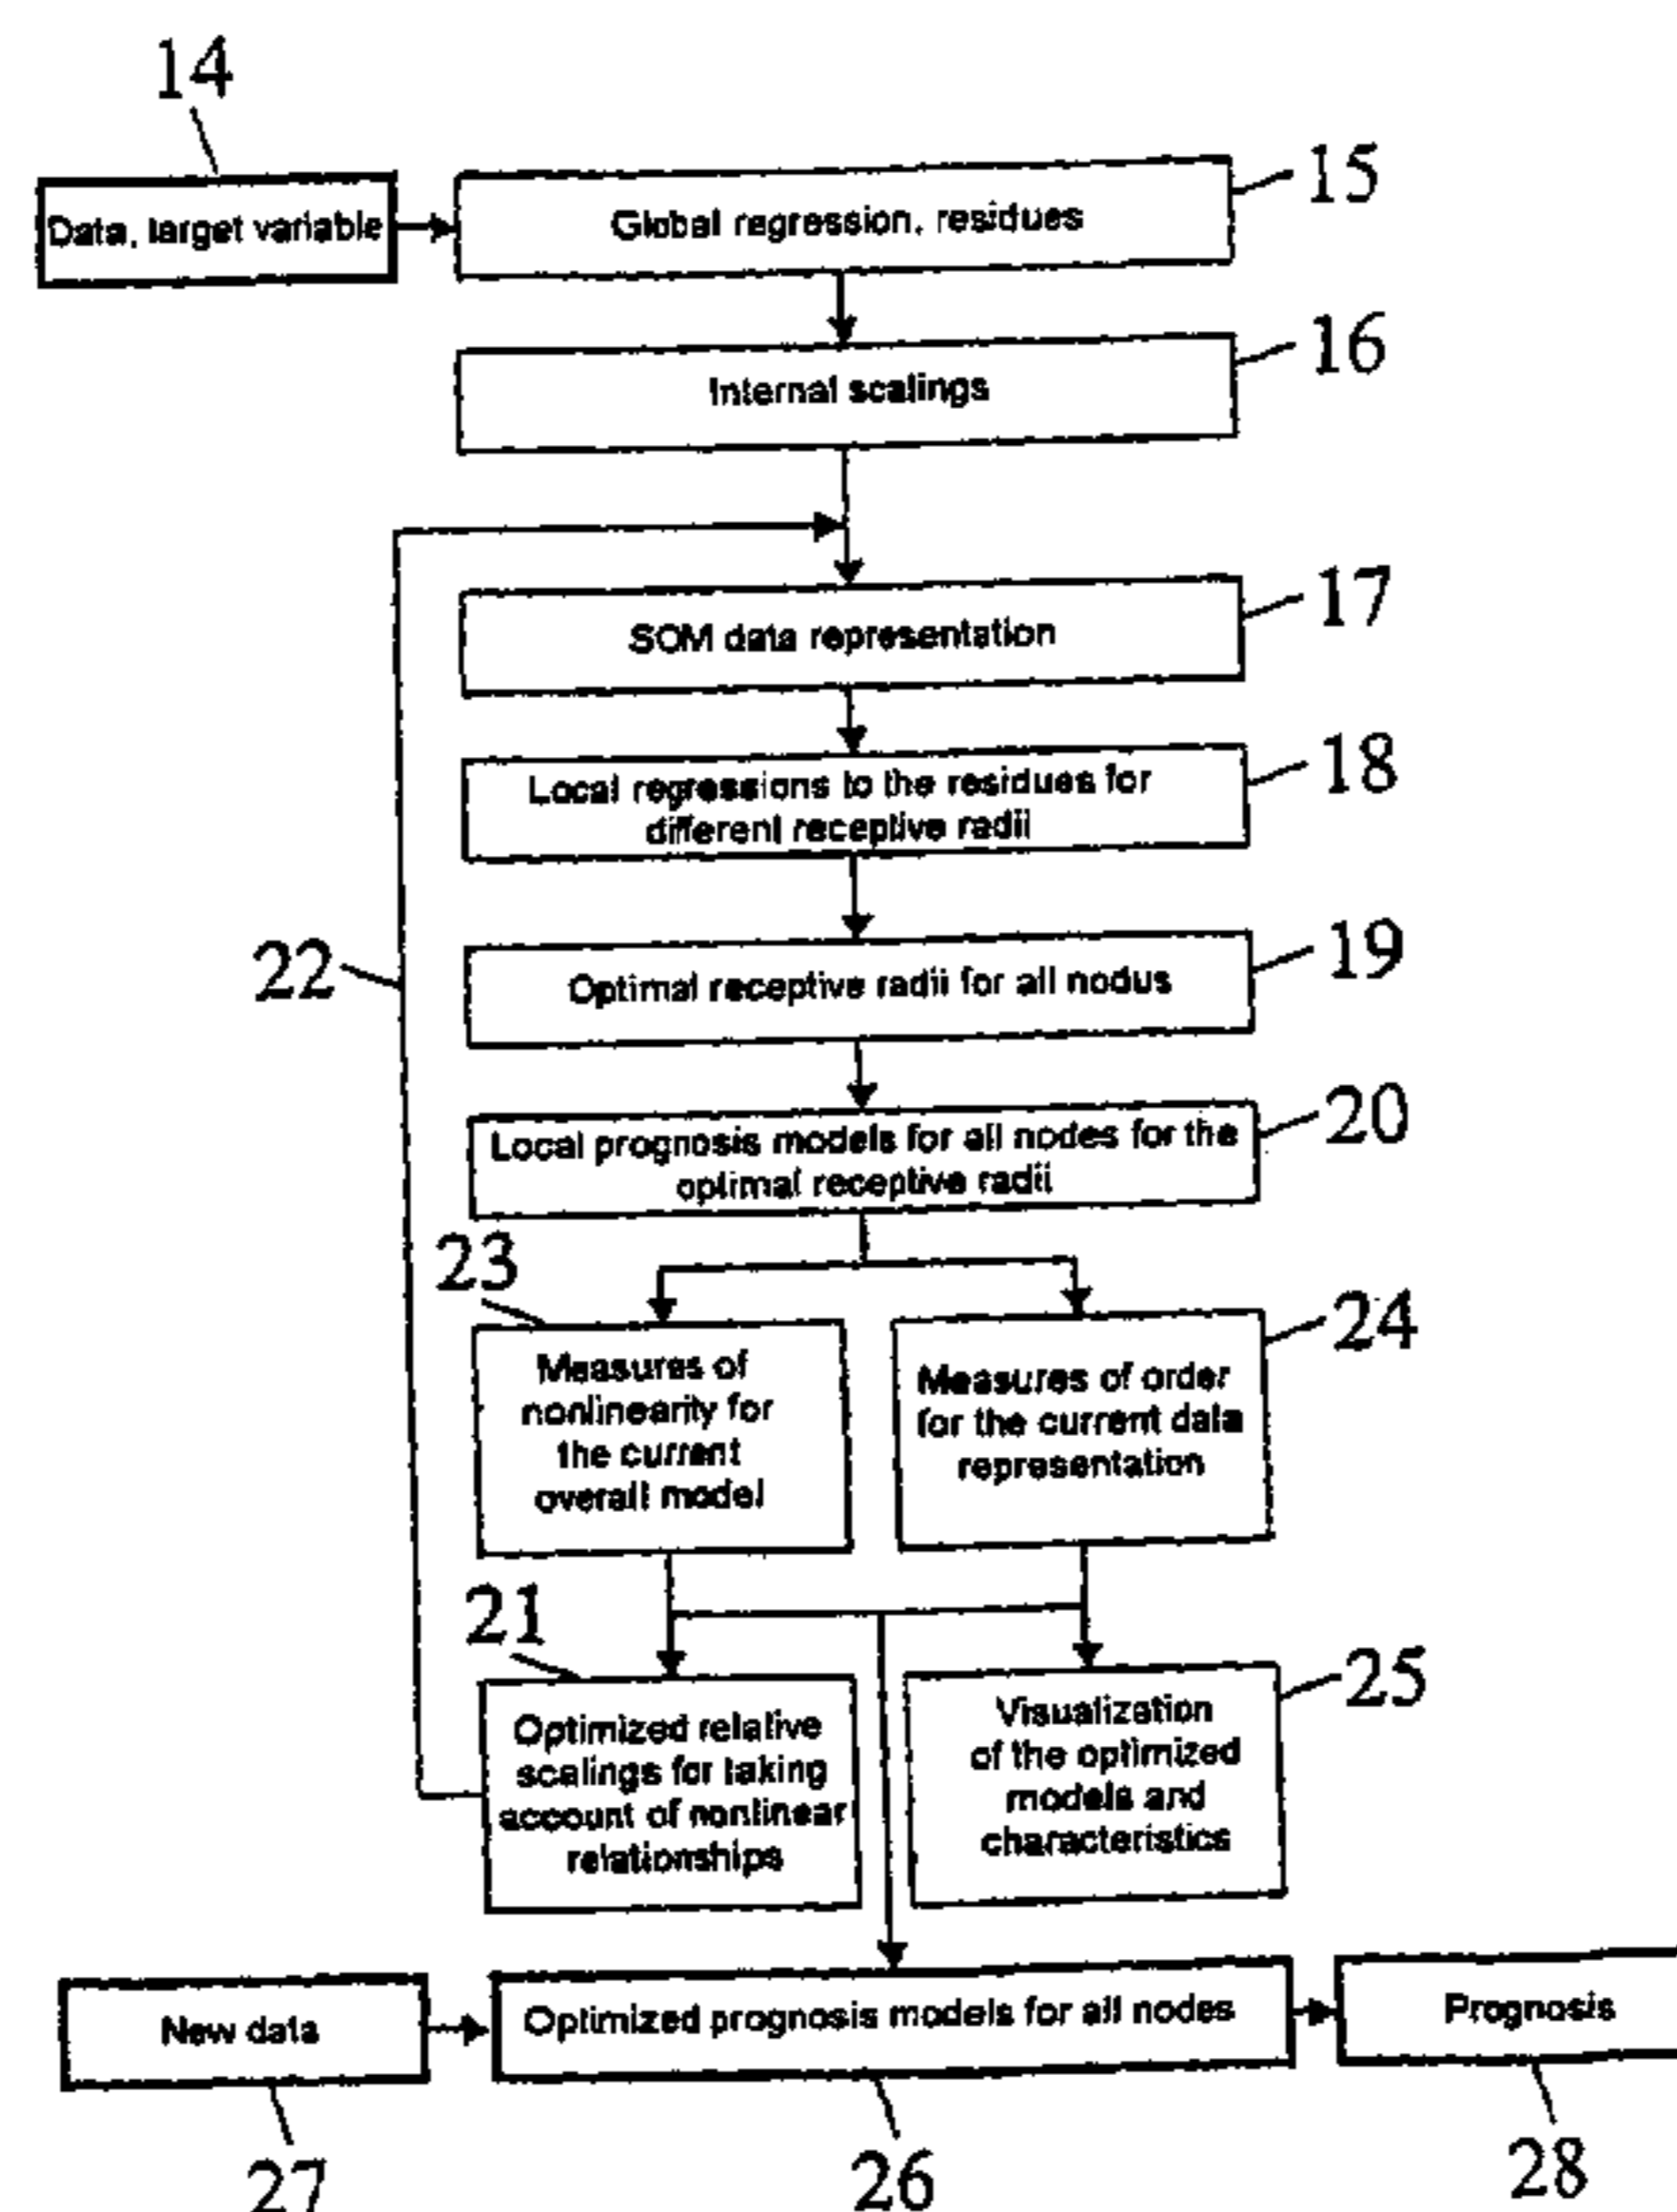 14
15
Data, target variable
Global regression, residues
16
Internal scalings
17
SOM data representation
18
Local regressions to the residues for
different receptive radii
22
19
Optimal receptive radii for all nodus
20
Local prognosis models for all nodes for the
optimal receptive radii
23
24
Measures of
nonlinearity for
the current
overall model
Measures of order
for the current data
representation
21
25
Optimized relative
scalings for taking
account of nonlinear
relationships
Visualization
of the optimized
models and
characteristics
New data
Optimized prognosis models for all nodes
Prognosis
27
26
28